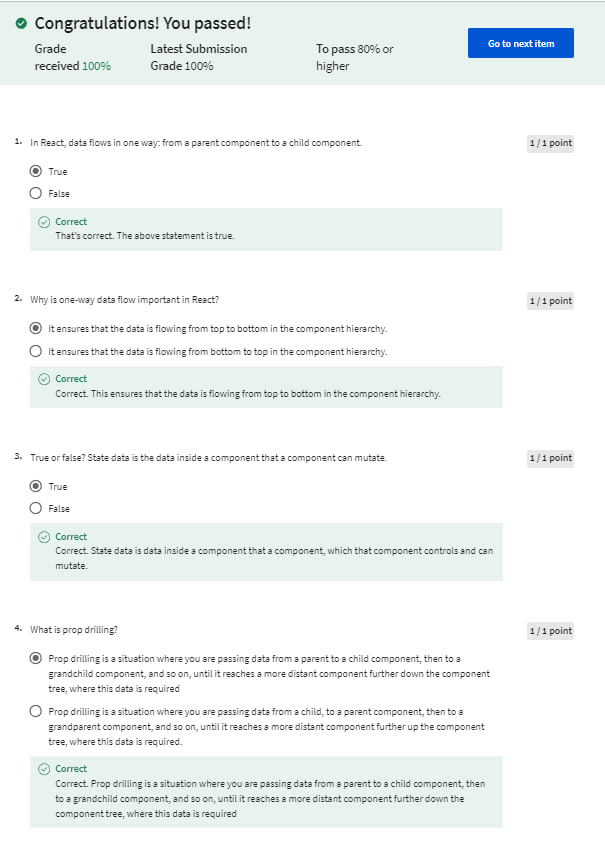 Congratulations! You passed!
Grade
received 100%
Latest Submission
Grade 100%
To pass 80% or
higher
Go to next item
1. In React, data flows in one way: from a parent component to a child component.
1 / 1 point
True
False
Correct
That's correct. The above statement is true.
2. Why is one-way data flow important in React?
1 / 1 point
It ensures that the data is flowing from top to bottom in the component hierarchy.
It ensures that the data is flowing from bottom to top in the component hierarchy.
Correct
Correct. This ensures that the data is flowing from top to bottom in the component hierarchy.
3. True or false? State data is the data inside a component that a component can mutate.
1 / 1 point
True
False
Correct
Correct. State data is data inside a component that a component, which that component controls and can
mutate.
4. What is prop drilling?
1 / 1 point
Prop drilling is a situation where you are passing data from a parent to a child component, then to a
grandchild component, and so on, until it reaches a more distant component further down the component
tree, where this data is required
Prop drilling is a situation where you are passing data from a child, to a parent component, then to a
grandparent component, and so on, until it reaches a more distant component further up the component
tree, where this data is required.
Correct
Correct. Prop drilling is a situation where you are passing data from a parent to a child component, then
to a grandchild component, and so on, until it reaches a more distant component further down the
component tree, where this data is required